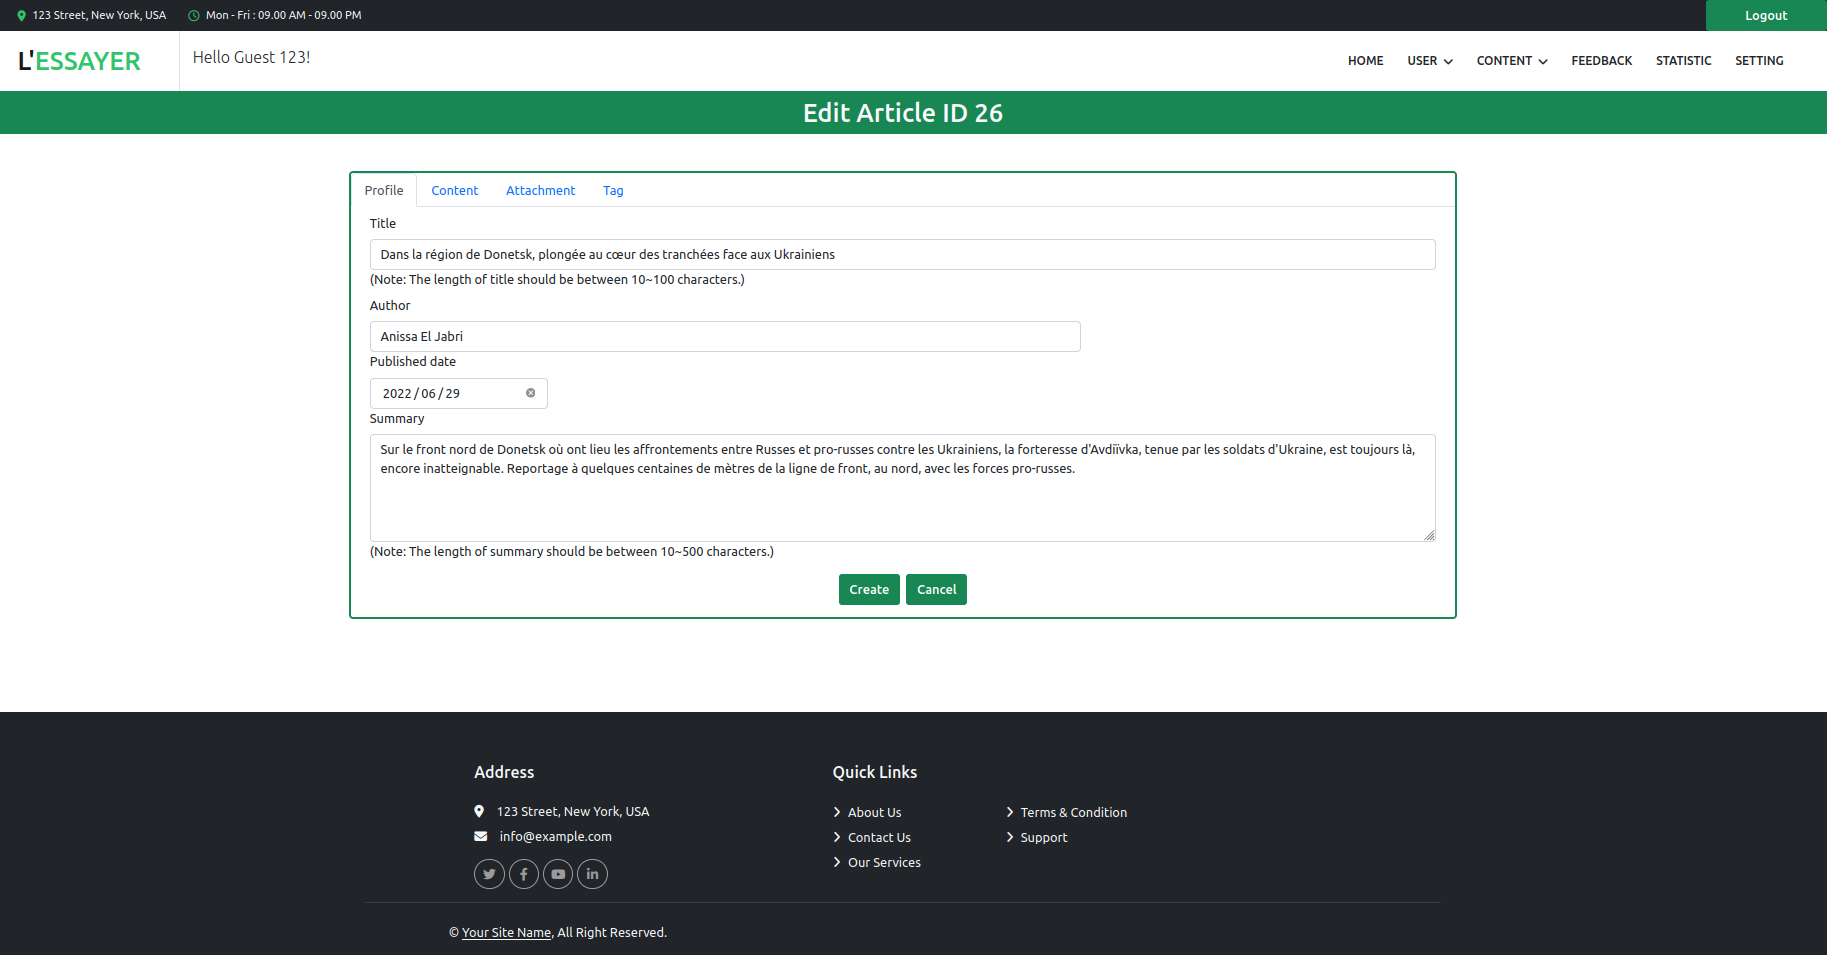 123 Street, New York, USA
Mon - Fri : 09.00 AM - 09.00 PM
Logout
L'ESSAYER
Hello Guest 123!
HOME
USER
CONTENT
FEEDBACK
STATISTIC
SETTING
Edit Article ID 26
Profile
Content
Attachment
Tag
Title
Dans la région de Donetsk, plongée au cœur des tranchées face aux Ukrainiens
(Note: The length of title should be between 10~100 characters.)
Author
Anissa El Jabri
Published date
2022/06/29
Summary
Sur le front nord de Donetsk où ont lieu les affrontements entre Russes et pro-russes contre les Ukrainiens, la forteresse d'Avdiïvka, tenue par les soldats d'Ukraine, est toujours là,
encore inatteignable. Reportage à quelques centaines de mètres de la ligne de front, au nord, avec les forces pro-russes.
(Note: The length of summary should be between 10~500 characters.)
Create
Cancel
Address
123 Street, New York, USA
info@example.com
Quick Links
About Us
Contact Us
Our Services
Terms & Condition
Support
© Your Site Name, All Right Reserved.